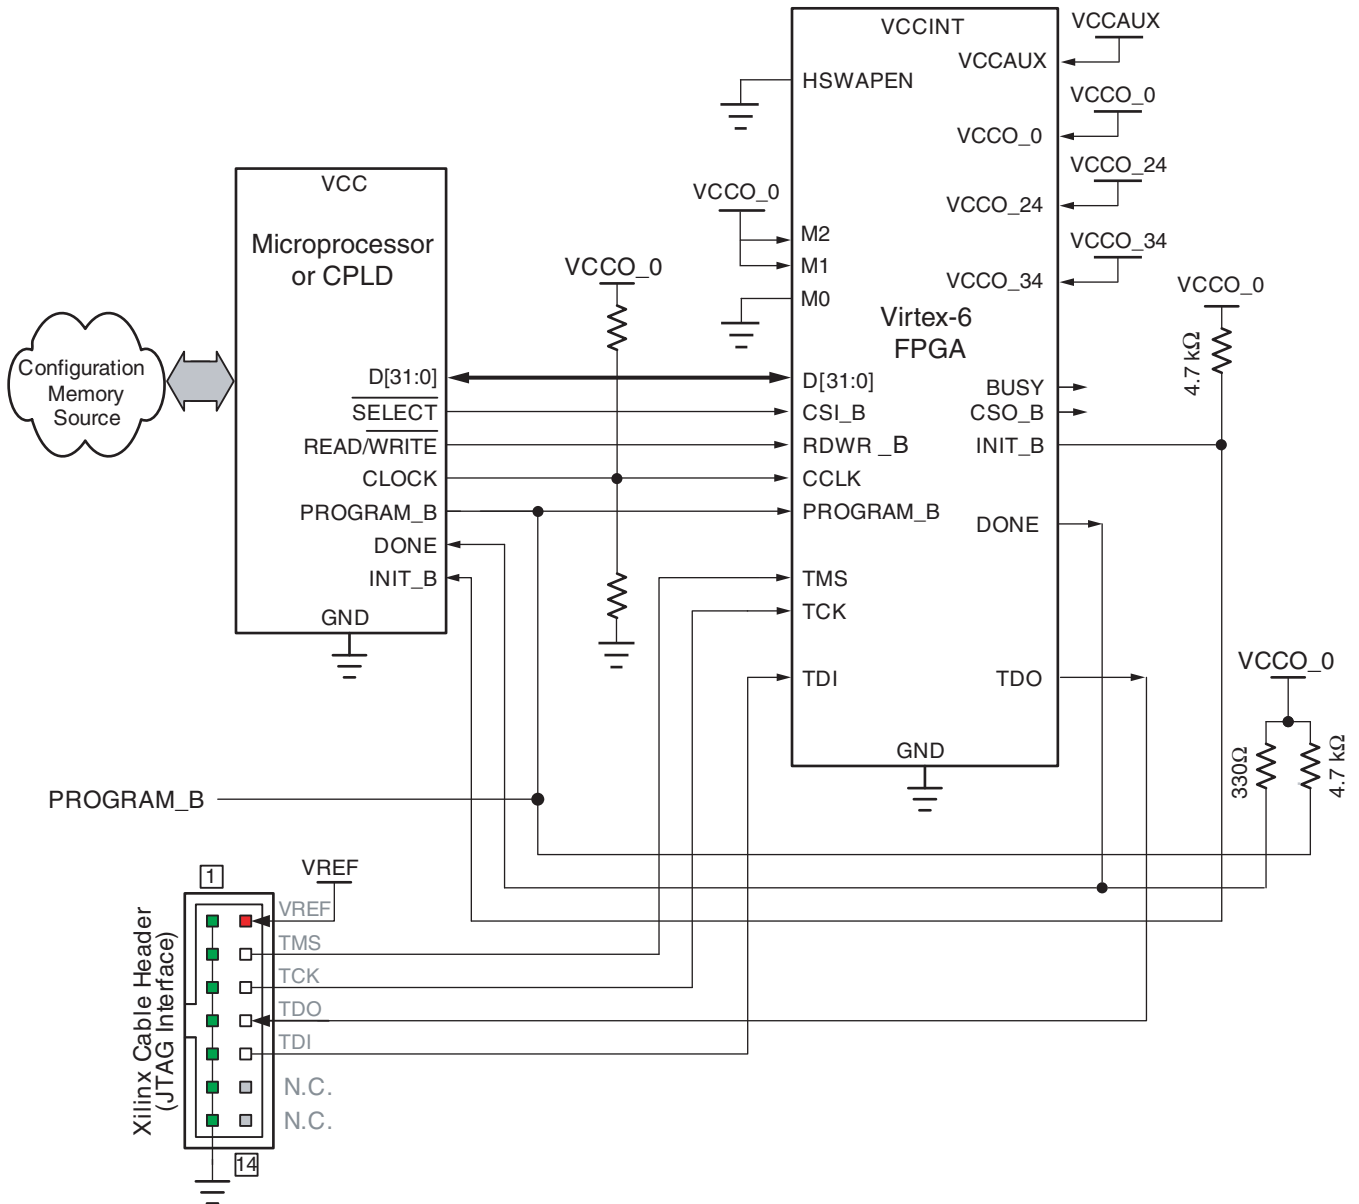 VCCINT
VCCAUX
VCCAUX
HSWAPEN
VCCO_0
VCCO_0
VCCO_24
VCCO_24
VCCO_34
VCCO_34
VCCO_0
M2
M1
M0
Virtex-6
FPGA
VCC
Microprocessor
or CPLD
VCCO_0
VCCO_0
4.7 kΩ
Configuration
Memory
Source
D[31:0]
SELECT
READ/WRITE
CLOCK
PROGRAM_B
DONE
INIT_B
GND
D[31:0]
CSI_B
RDWR _B
CCLK
PROGRAM_B
TMS
TCK
TDI
BUSY
CSO_B
INIT_B
DONE
TDO
GND
VCCO_0
330Ω
4.7 kΩ
PROGRAM_B
1
VREF
VREF
TMS
TCK
TDO
TDI
N.C.
N.C.
14
Xilinx Cable Header
(JTAG Interface)